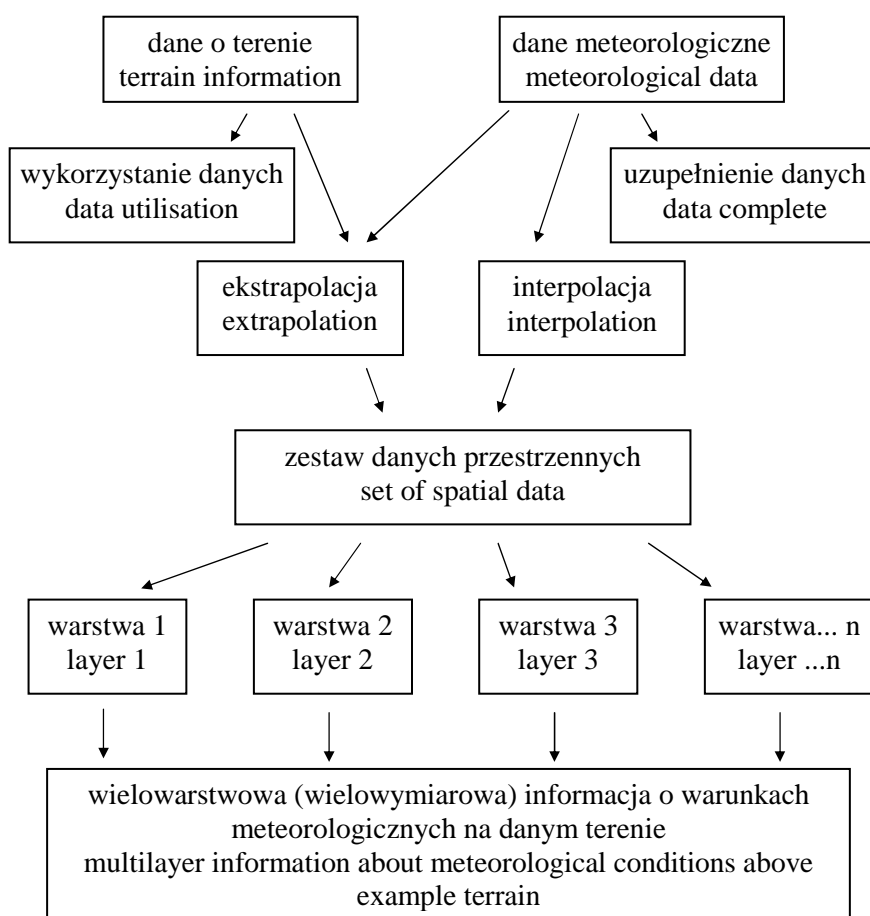 dane o terenie
terrain information
dane meteorologiczne
meteorological data
wykorzystanie danych
data utilisation
uzupełnienie danych
data complete
ekstrapolacja
extrapolation
interpolacja
interpolation
zestaw danych przestrzennych
set of spatial data
warstwa 1
layer 1
warstwa 2
layer 2
warstwa 3
layer 3
warstwa... n
layer ...n
wielowarstwowa (wielowymiarowa) informacja o warunkach
meteorologicznych na danym terenie
multilayer information about meteorological conditions above
example terrain